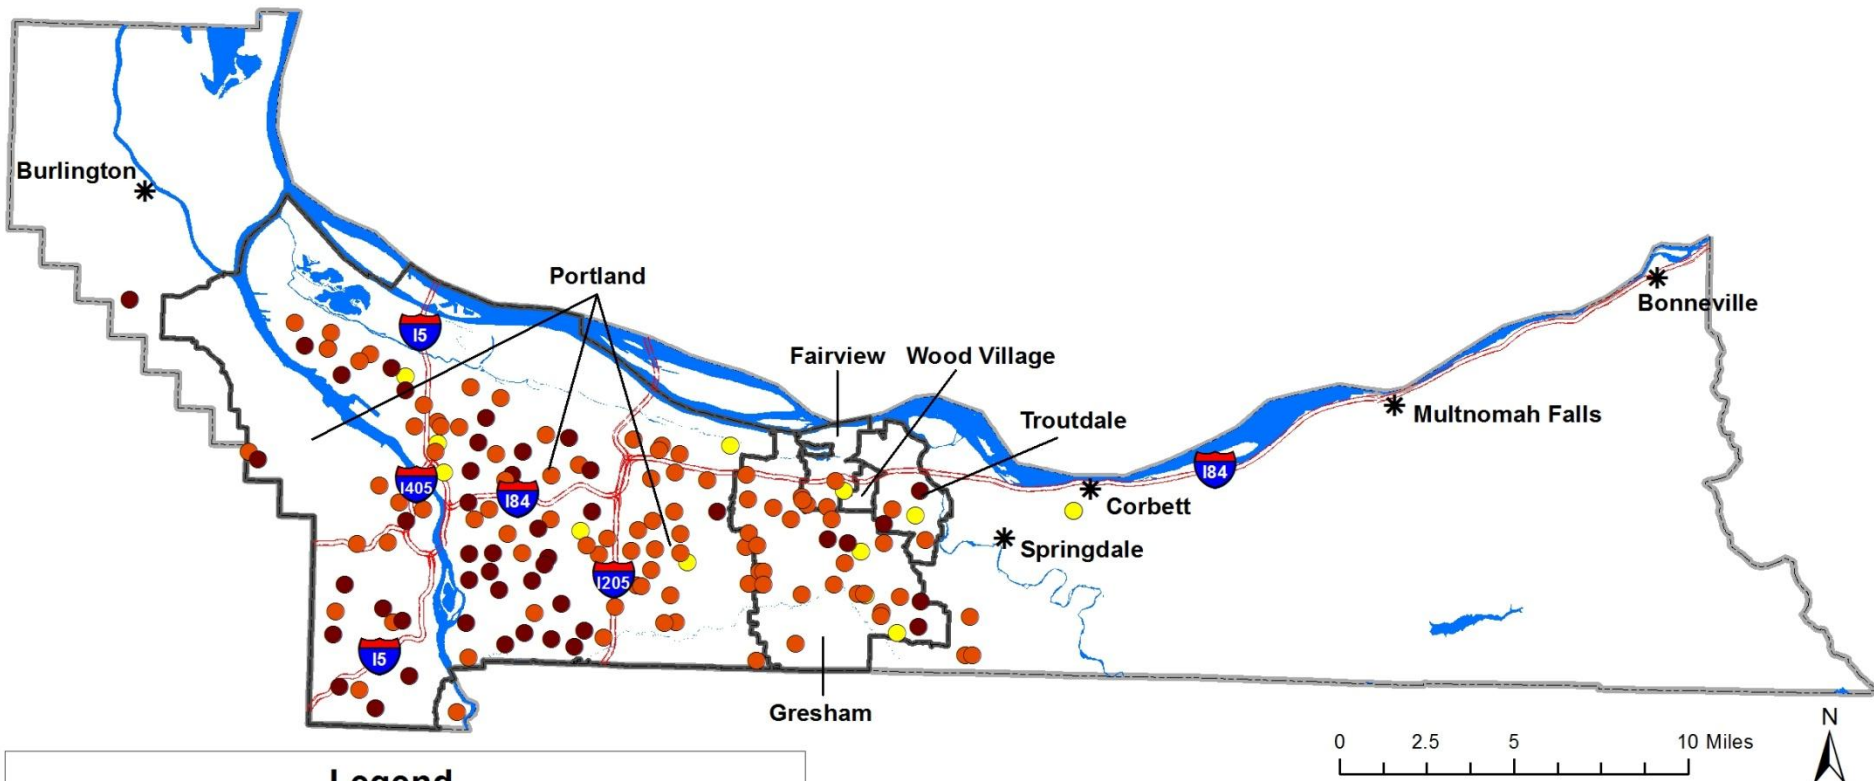 Burlington
Portland
I5
Fairview
Wood Village
Troutdale
Bonneville
Multnomah Falls
I84
I405
I84
Corbett
Springdale
I205
I5
Gresham
N
0 2.5 5 10 Miles
Legend